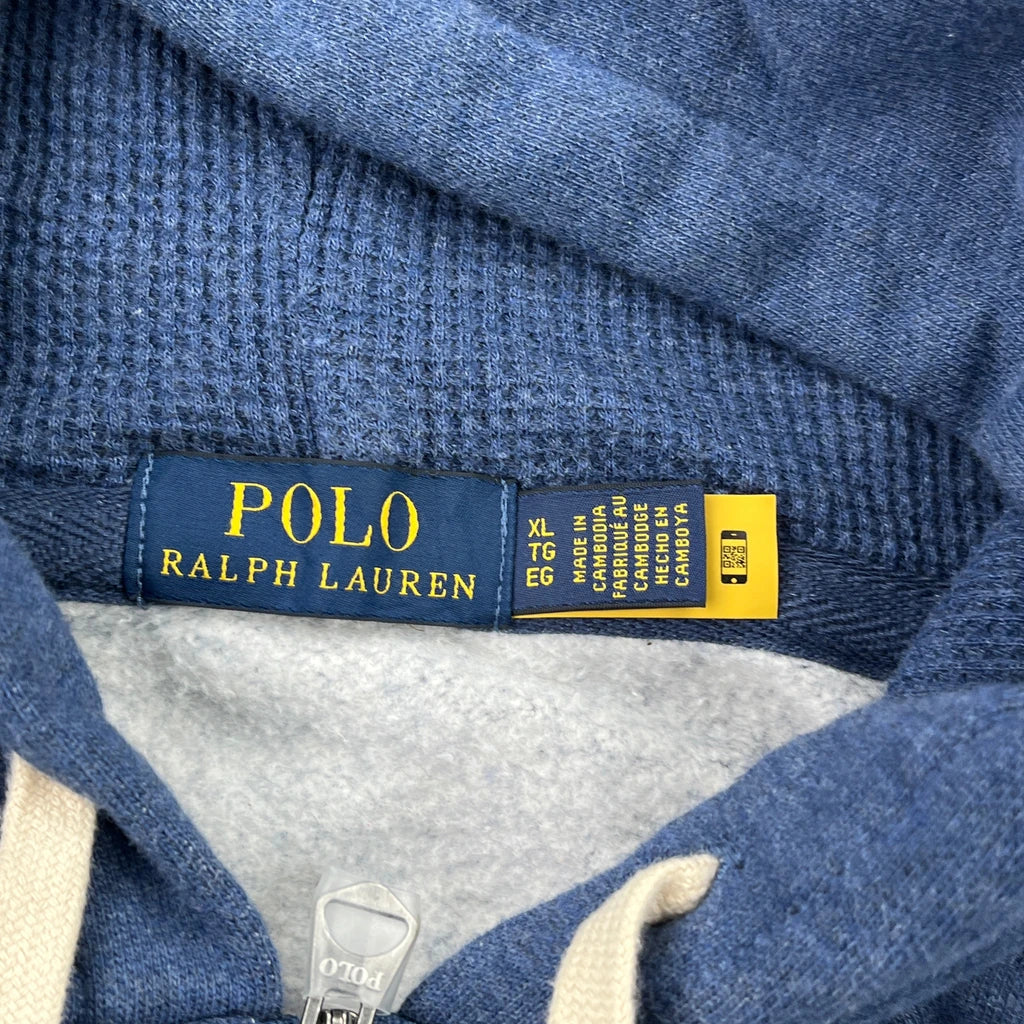 POLO
RALPH LAUREN
XL
TG
EG
MADE IN
CAMBODIA
FABRIQUÉ AU
CAMBODGE
HECHO EN
CAMBOYA
POLO